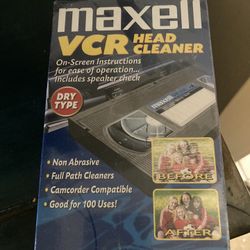 maxell
VCR HEAD CLEANER
On-Screen Instructions
for ease of operation...
Includes speaker check
DRY
TYPE
• Non Abrasive
• Full Path Cleaners
• Camcorder Compatible
• Good for 100 Uses!
BEFORE
AFTER